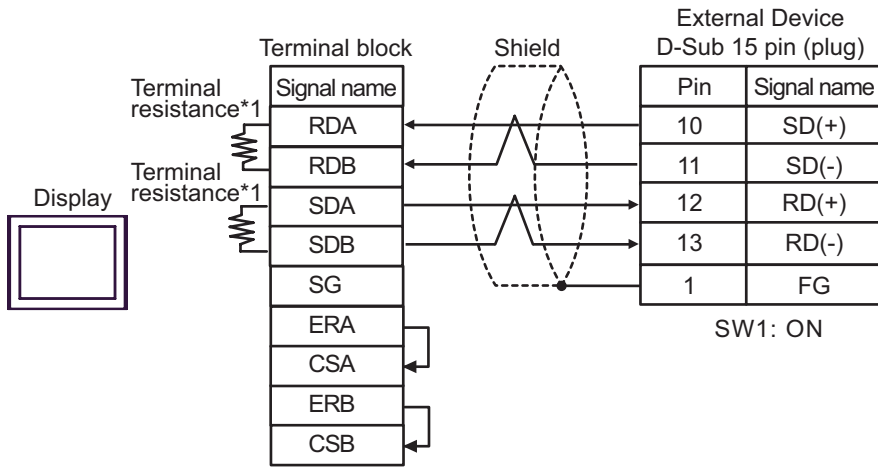 External Device
Terminal block Shield D-Sub 15 pin (plug)
Terminal
resistance*1
Signal name Pin Signal name
RDA 10 SD(+)
RDB 11 SD(-)
Terminal
resistance*1
Display
SDA 12 RD(+)
SDB 13 RD(-)
SG 1 FG
SW1: ON
ERA
CSA
ERB
CSB